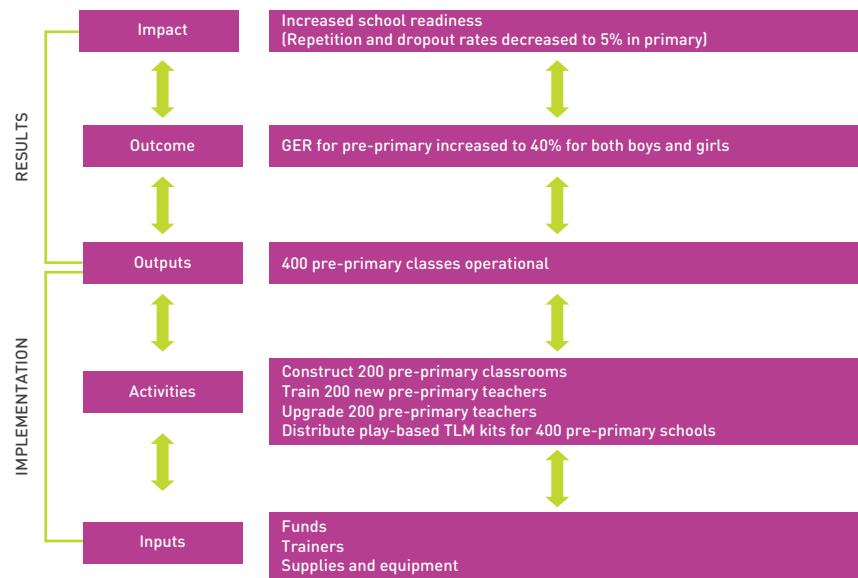 RESULTS
IMPLEMENTATION
Impact
Increased school readiness
(Repetition and dropout rates decreased to 5% in primary)
Outcome
GER for pre-primary increased to 40% for both boys and girls
Outputs
400 pre-primary classes operational
Activities
Construct 200 pre-primary classrooms
Train 200 new pre-primary teachers
Upgrade 200 pre-primary teachers
Distribute play-based TLM kits for 400 pre-primary schools
Inputs
Funds
Trainers
Supplies and equipment